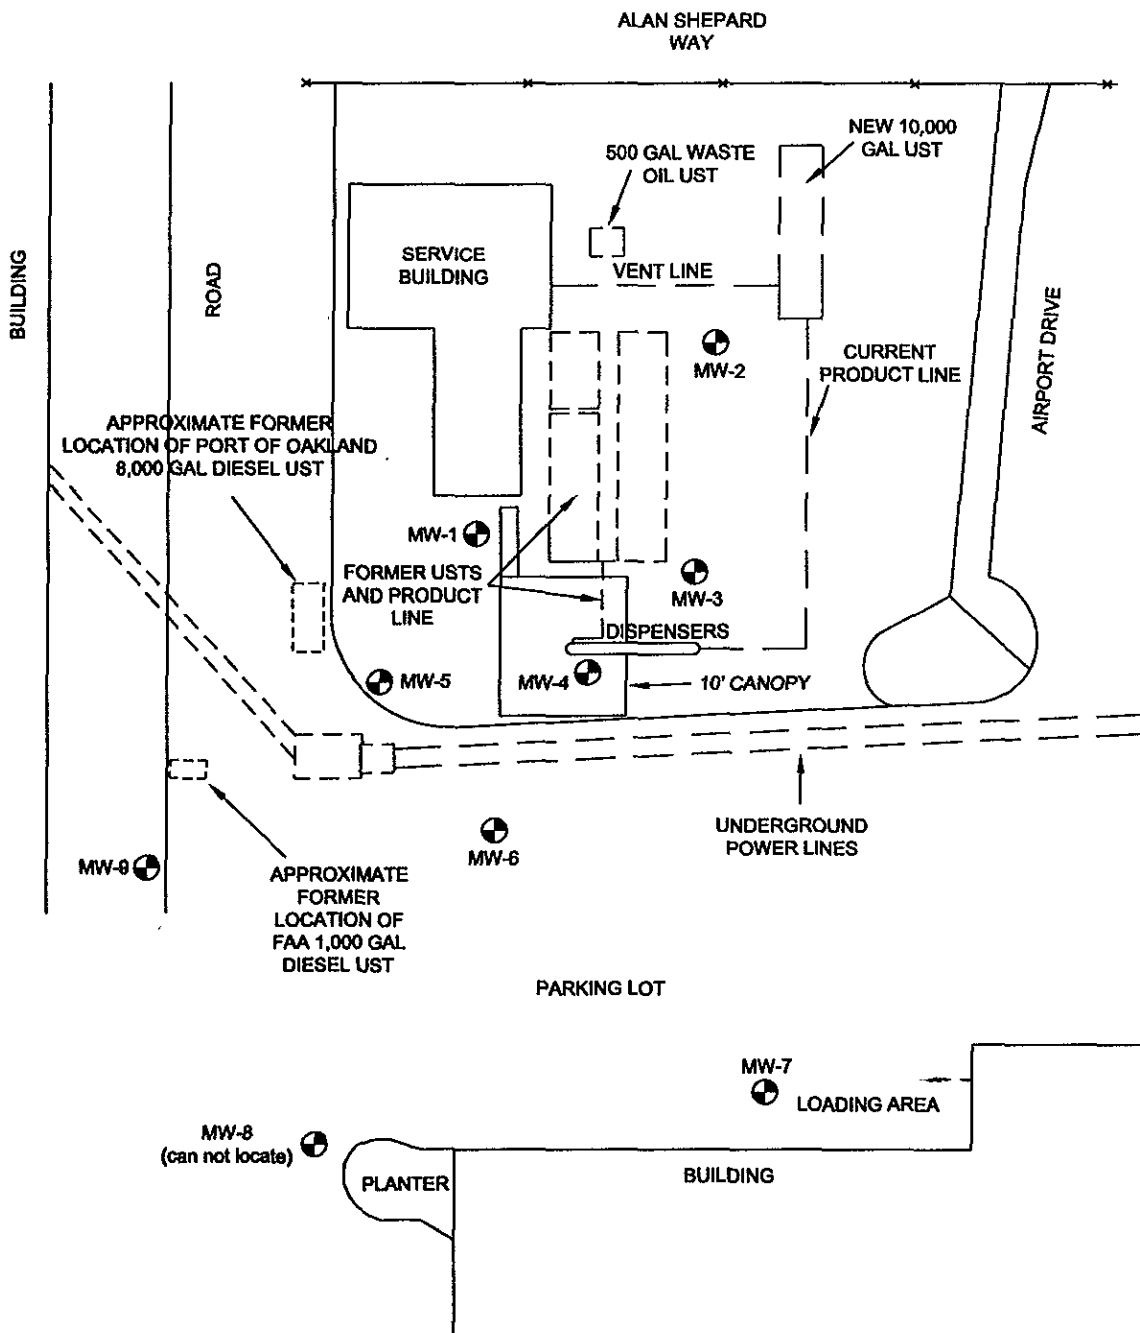 ALAN SHEPARD
WAY
NEW 10,000
GAL UST
500 GAL WASTE
OIL UST
SERVICE
BUILDING
VENT LINE
BUILDING
ROAD
AIRPORT DRIVE
MW-2
CURRENT
PRODUCT LINE
APPROXIMATE FORMER
LOCATION OF PORT OF OAKLAND
8,000 GAL DIESEL UST
MW-1
FORMER USTS
AND PRODUCT
LINE
MW-3
DISPENSERS
MW-5
MW-4
10' CANOPY
UNDERGROUND
POWER LINES
MW-6
MW-9
APPROXIMATE
FORMER
LOCATION OF
FAA 1,000 GAL
DIESEL UST
PARKING LOT
MW-7
LOADING AREA
MW-8
(can not locate)
PLANTER
BUILDING